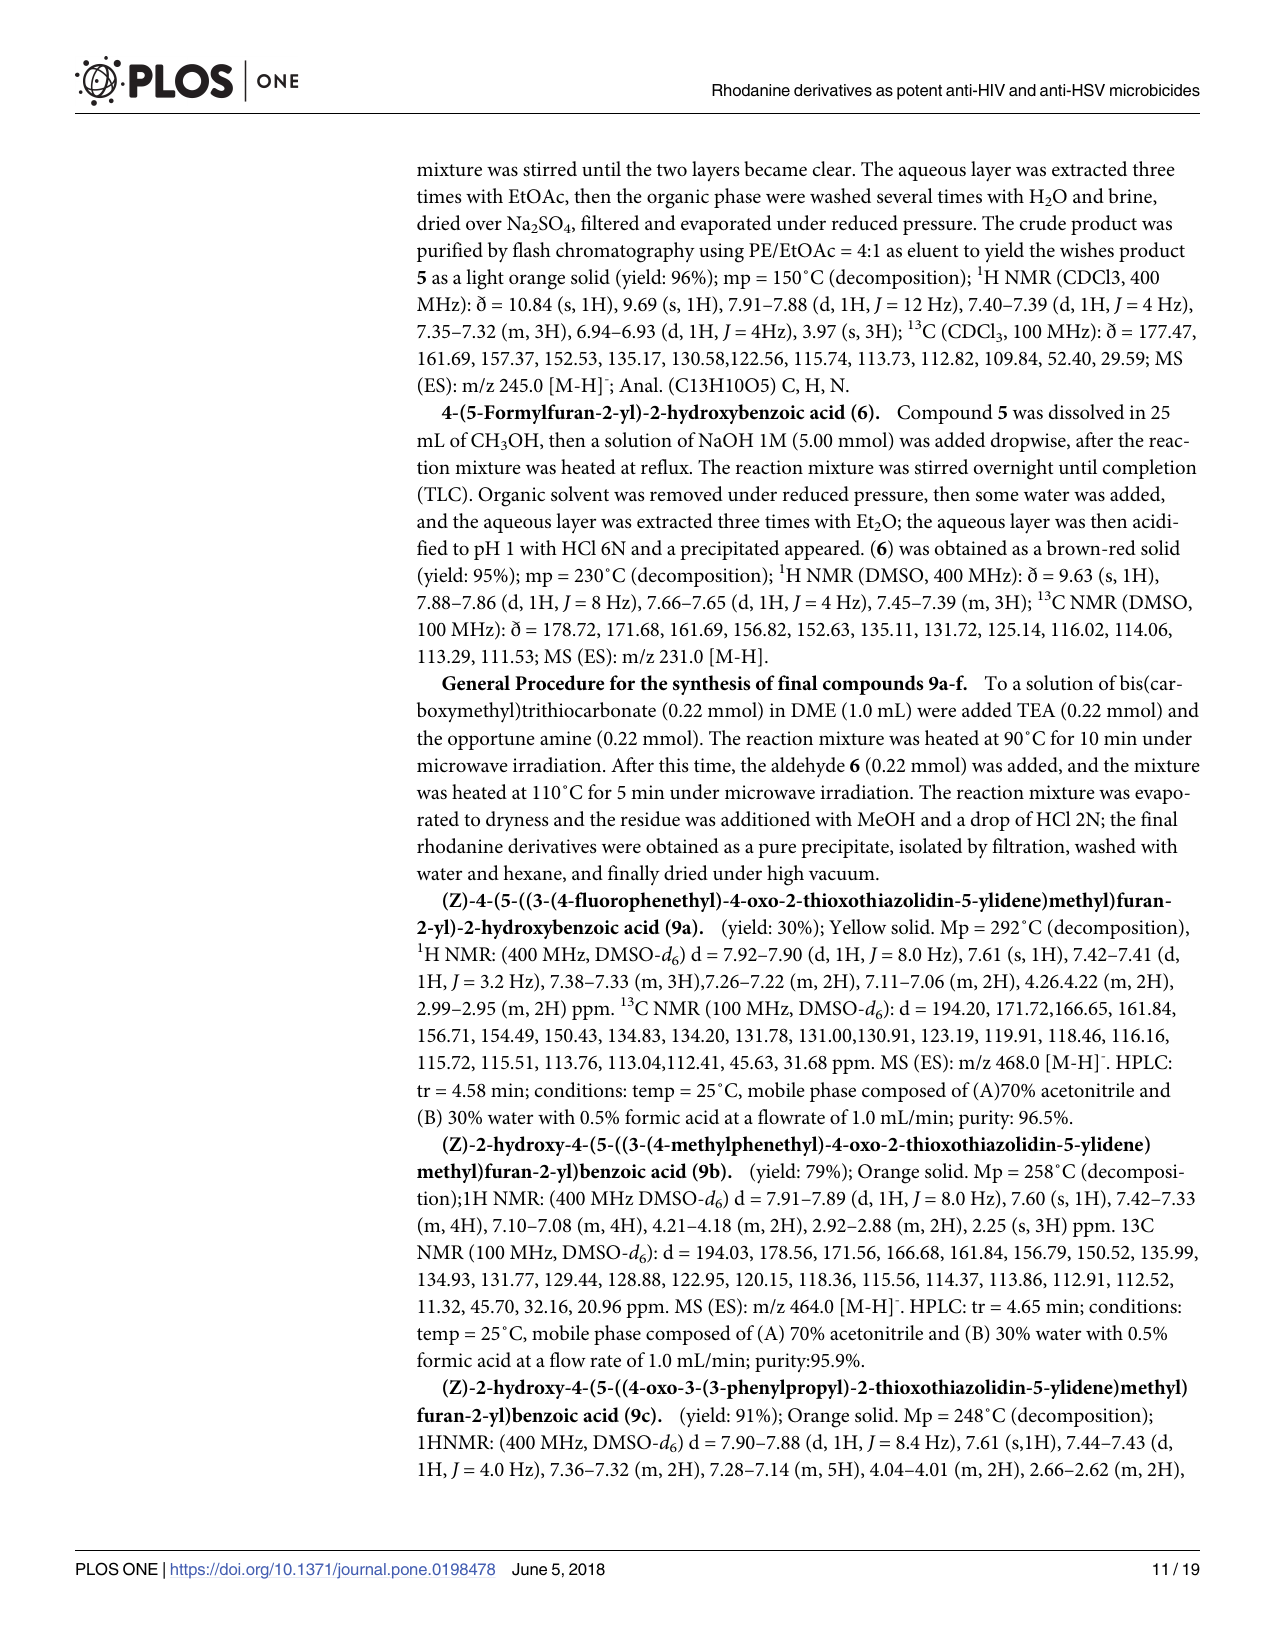 PLOS ONE
Rhodanine derivatives as potent anti-HIV and anti-HSV microbicides
mixture was stirred until the two layers became clear. The aqueous layer was extracted three
times with EtOAc, then the organic phase were washed several times with H₂O and brine,
dried over Na₂SO₄, filtered and evaporated under reduced pressure. The crude product was
purified by flash chromatography using PE/EtOAc = 4:1 as eluent to yield the wishes product
5 as a light orange solid (yield: 96%); mp = 150˚C (decomposition); ¹H NMR (CDCl3, 400
MHz): ð = 10.84 (s, 1H), 9.69 (s, 1H), 7.91–7.88 (d, 1H, J = 12 Hz), 7.40–7.39 (d, 1H, J = 4 Hz),
7.35–7.32 (m, 3H), 6.94–6.93 (d, 1H, J = 4Hz), 3.97 (s, 3H); ¹³C (CDCl₃, 100 MHz): ð = 177.47,
161.69, 157.37, 152.53, 135.17, 130.58,122.56, 115.74, 113.73, 112.82, 109.84, 52.40, 29.59; MS
(ES): m/z 245.0 [M-H]⁻; Anal. (C13H10O5) C, H, N.
4-(5-Formylfuran-2-yl)-2-hydroxybenzoic acid (6). Compound 5 was dissolved in 25
mL of CH₃OH, then a solution of NaOH 1M (5.00 mmol) was added dropwise, after the reac-
tion mixture was heated at reflux. The reaction mixture was stirred overnight until completion
(TLC). Organic solvent was removed under reduced pressure, then some water was added,
and the aqueous layer was extracted three times with Et₂O; the aqueous layer was then acidi-
fied to pH 1 with HCl 6N and a precipitated appeared. (6) was obtained as a brown-red solid
(yield: 95%); mp = 230˚C (decomposition); ¹H NMR (DMSO, 400 MHz): ð = 9.63 (s, 1H),
7.88–7.86 (d, 1H, J = 8 Hz), 7.66–7.65 (d, 1H, J = 4 Hz), 7.45–7.39 (m, 3H); ¹³C NMR (DMSO,
100 MHz): ð = 178.72, 171.68, 161.69, 156.82, 152.63, 135.11, 131.72, 125.14, 116.02, 114.06,
113.29, 111.53; MS (ES): m/z 231.0 [M-H].
General Procedure for the synthesis of final compounds 9a-f. To a solution of bis(car-
boxymethyl)trithiocarbonate (0.22 mmol) in DME (1.0 mL) were added TEA (0.22 mmol) and
the opportune amine (0.22 mmol). The reaction mixture was heated at 90˚C for 10 min under
microwave irradiation. After this time, the aldehyde 6 (0.22 mmol) was added, and the mixture
was heated at 110˚C for 5 min under microwave irradiation. The reaction mixture was evapo-
rated to dryness and the residue was additioned with MeOH and a drop of HCl 2N; the final
rhodanine derivatives were obtained as a pure precipitate, isolated by filtration, washed with
water and hexane, and finally dried under high vacuum.
(Z)-4-(5-((3-(4-fluorophenethyl)-4-oxo-2-thioxothiazolidin-5-ylidene)methyl)furan-
2-yl)-2-hydroxybenzoic acid (9a). (yield: 30%); Yellow solid. Mp = 292˚C (decomposition),
¹H NMR: (400 MHz, DMSO-d₆) d = 7.92–7.90 (d, 1H, J = 8.0 Hz), 7.61 (s, 1H), 7.42–7.41 (d,
1H, J = 3.2 Hz), 7.38–7.33 (m, 3H),7.26–7.22 (m, 2H), 7.11–7.06 (m, 2H), 4.26.4.22 (m, 2H),
2.99–2.95 (m, 2H) ppm. ¹³C NMR (100 MHz, DMSO-d₆): d = 194.20, 171.72,166.65, 161.84,
156.71, 154.49, 150.43, 134.83, 134.20, 131.78, 131.00,130.91, 123.19, 119.91, 118.46, 116.16,
115.72, 115.51, 113.76, 113.04,112.41, 45.63, 31.68 ppm. MS (ES): m/z 468.0 [M-H]⁻. HPLC:
tr = 4.58 min; conditions: temp = 25˚C, mobile phase composed of (A)70% acetonitrile and
(B) 30% water with 0.5% formic acid at a flowrate of 1.0 mL/min; purity: 96.5%.
(Z)-2-hydroxy-4-(5-((3-(4-methylphenethyl)-4-oxo-2-thioxothiazolidin-5-ylidene)
methyl)furan-2-yl)benzoic acid (9b). (yield: 79%); Orange solid. Mp = 258˚C (decomposi-
tion);1H NMR: (400 MHz DMSO-d₆) d = 7.91–7.89 (d, 1H, J = 8.0 Hz), 7.60 (s, 1H), 7.42–7.33
(m, 4H), 7.10–7.08 (m, 4H), 4.21–4.18 (m, 2H), 2.92–2.88 (m, 2H), 2.25 (s, 3H) ppm. 13C
NMR (100 MHz, DMSO-d₆): d = 194.03, 178.56, 171.56, 166.68, 161.84, 156.79, 150.52, 135.99,
134.93, 131.77, 129.44, 128.88, 122.95, 120.15, 118.36, 115.56, 114.37, 113.86, 112.91, 112.52,
11.32, 45.70, 32.16, 20.96 ppm. MS (ES): m/z 464.0 [M-H]⁻. HPLC: tr = 4.65 min; conditions:
temp = 25˚C, mobile phase composed of (A) 70% acetonitrile and (B) 30% water with 0.5%
formic acid at a flow rate of 1.0 mL/min; purity:95.9%.
(Z)-2-hydroxy-4-(5-((4-oxo-3-(3-phenylpropyl)-2-thioxothiazolidin-5-ylidene)methyl)
furan-2-yl)benzoic acid (9c). (yield: 91%); Orange solid. Mp = 248˚C (decomposition);
1HNMR: (400 MHz, DMSO-d₆) d = 7.90–7.88 (d, 1H, J = 8.4 Hz), 7.61 (s,1H), 7.44–7.43 (d,
1H, J = 4.0 Hz), 7.36–7.32 (m, 2H), 7.28–7.14 (m, 5H), 4.04–4.01 (m, 2H), 2.66–2.62 (m, 2H),
PLOS ONE | https://doi.org/10.1371/journal.pone.0198478 June 5, 2018
11 / 19